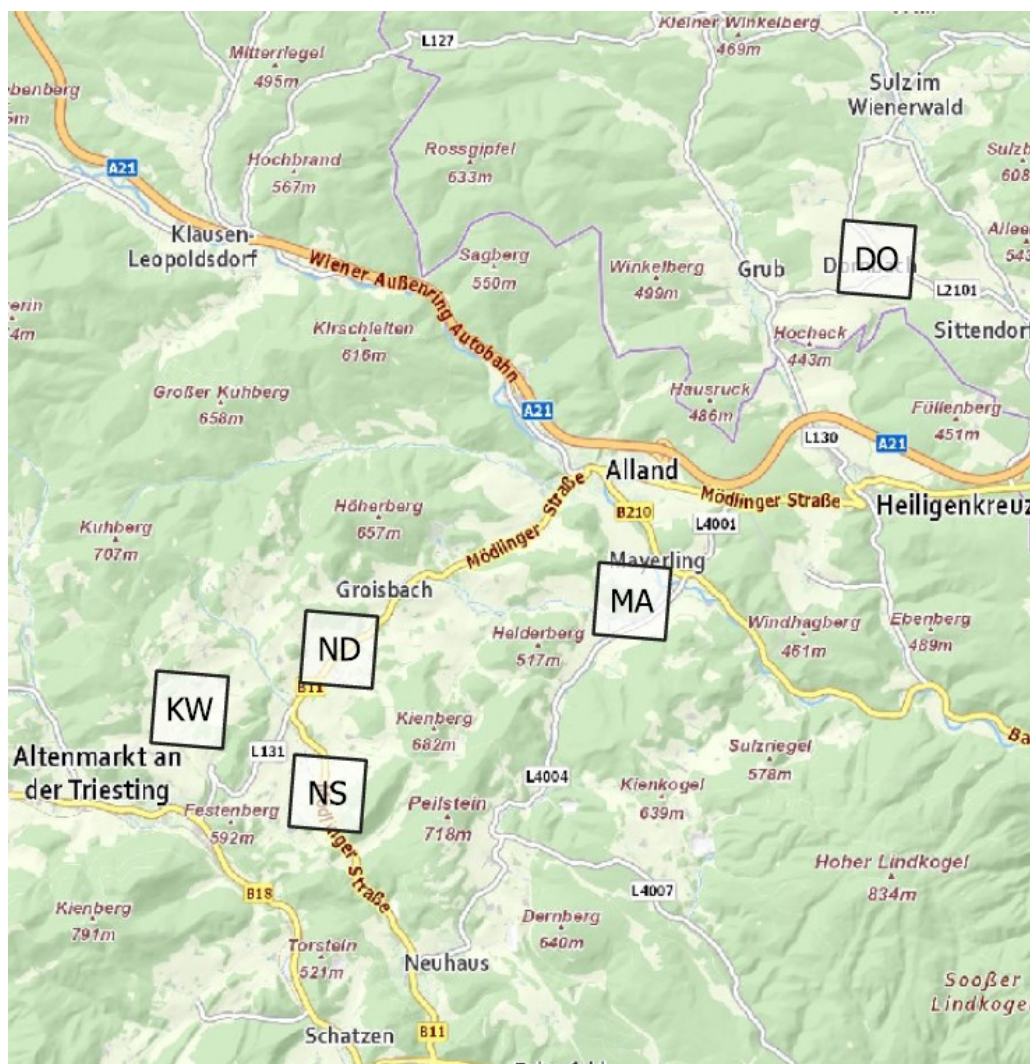 L127
Kleiner Winkelberg
469m
Mitterriegel
495m
Sulz im
Wienerwald
A21
Hochbrand
567m
Rossgipfel
633m
608
Klausen-
Leopoldsdorf
Wiener Außenring Autobahn
Sagberg
550m
Winkelberg
499m
Grub
DO
L2101
Sittendorf
Kirschleiten
616m
Hocheck
443m
Großer Kuhberg
658m
A21
Hausruck
486m
Füllenberg
451m
L130
A21
Alland
Mödlinger Straße
Heiligenkreuz
Höherberg
657m
Mödlinger Straße
B210
L4001
Kuhberg
707m
Mayerling
Groisbach
MA
Helderberg
517m
Windhagberg
461m
Ebenberg
489m
ND
B11
KW
Kienberg
682m
Altenmarkt an
der Triesting
L131
Sulzriegel
578m
NS
L4004
Kienkogel
639m
Festenberg
592m
Peilstein
718m
Hoher Lindkogel
834m
B18
L4007
Kienberg
791m
Dernberg
640m
Torstein
521m
Neuhaus
Sooßer
Lindkogel
Schatzen
B11